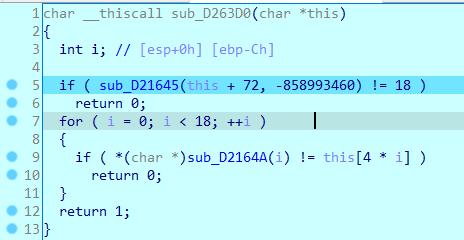 1 char __thiscall sub_D263D0(char *this)
2 {
3   int i; // [esp+0h] [ebp-Ch]
4
5   if ( sub_D21645(this + 72, -858993460) != 18 )
6     return 0;
7   for ( i = 0; i < 18; ++i )
8   {
9     if ( *(char *)sub_D2164A(i) != this[4 * i] )
10       return 0;
11   }
12   return 1;
13 }